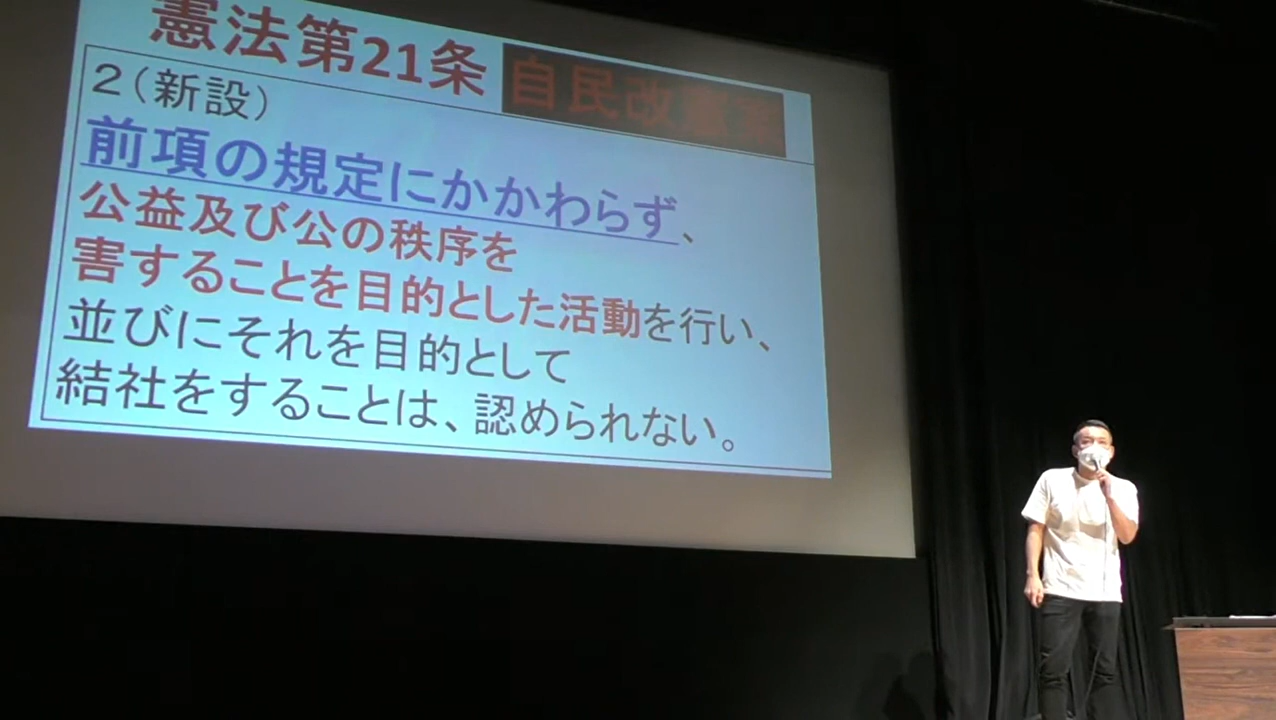 憲法第21条 自民改憲案
２（新設）
前項の規定にかかわらず、
公益及び公の秩序を
害することを目的とした活動を行い、
並びにそれを目的として
結社をすることは、認められない。